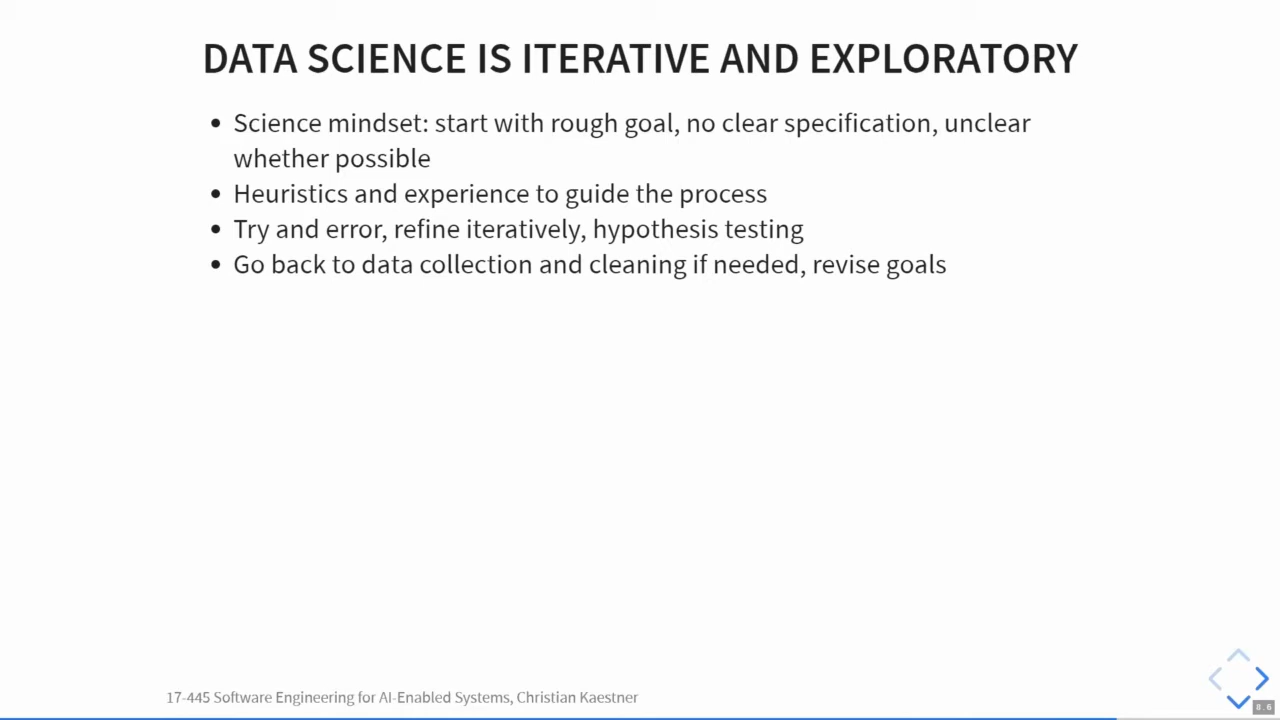 DATA SCIENCE IS ITERATIVE AND EXPLORATORY
• Science mindset: start with rough goal, no clear specification, unclear
whether possible
• Heuristics and experience to guide the process
• Try and error, refine iteratively, hypothesis testing
• Go back to data collection and cleaning if needed, revise goals
17-445 Software Engineering for AI-Enabled Systems, Christian Kaestner
8.6